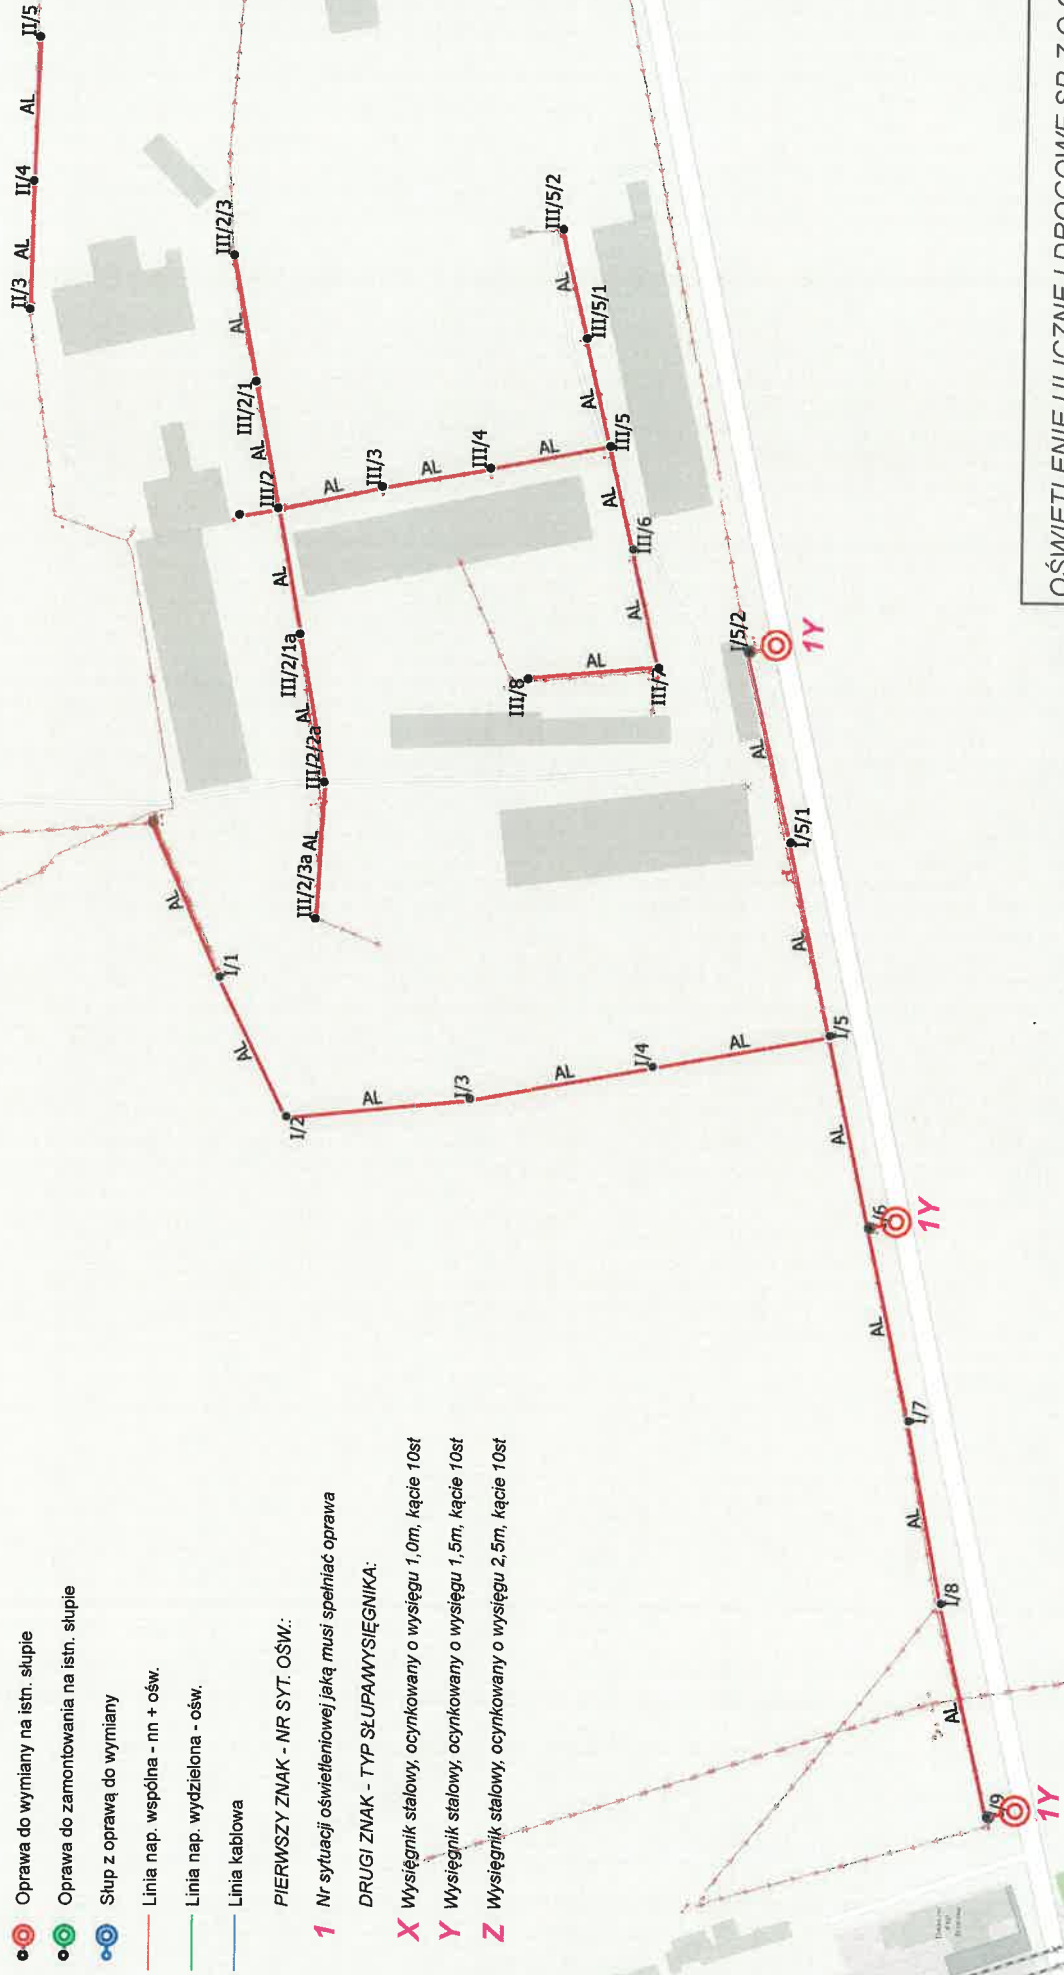 Oprawa do wymiany na istn. słupie
Oprawa do zamontowania na istn. słupie
Słup z oprawą do wymiany
Linia nap. wspólna - nn + ośw.
Linia nap. wydzielona - ośw.
Linia kablowa
PIERWSZY ZNAK - NR SYT. OŚW.:
1 Nr sytuacji oświetleniowej jaką musi spełniać oprawa
DRUGI ZNAK - TYP SŁUPA/WYSIĘGNIKA:
X Wysięgnik stalowy, ocynkowany o wysięgu 1,0m, kącie 10st
Y Wysięgnik stalowy, ocynkowany o wysięgu 1,5m, kącie 10st
Z Wysięgnik stalowy, ocynkowany o wysięgu 2,5m, kącie 10st
I/9
1Y
AL
I/8
AL
I/7
AL
I/6
1Y
AL
I/5
AL
I/4
AL
I/3
AL
I/2
AL
I/1
AL
AL
I/5/1
AL
I/5/2
1Y
III/2/3a
AL
III/2/2a
AL
III/2/1a
AL
III/2
AL
III/2/1
AL
III/2/3
AL
III/3
AL
III/4
AL
III/5
AL
III/5/1
AL
III/5/2
AL
III/6
AL
III/7
AL
III/8
II/3
AL
II/4
AL
II/5
OŚWIETLENIE ULICZNE I DROGOWE SP. Z O.O